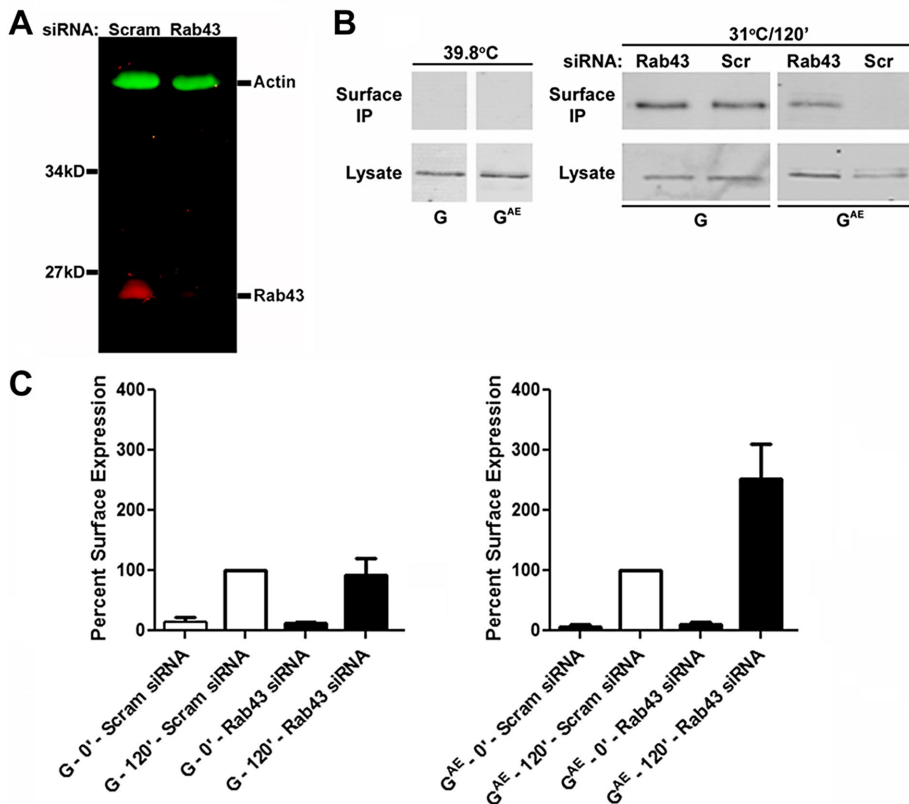 A
siRNA: Scram Rab43
Actin
34kD
27kD
Rab43
B
39.8°C
Surface IP
Lysate
G
G^AE
31°C/120'
siRNA: Rab43 Scr Rab43 Scr
Surface IP
Lysate
G
G^AE
C
Percent Surface Expression
400
300
200
100
0
G - 0' - Scram siRNA
G - 120' - Scram siRNA
G - 0' - Rab43 siRNA
G - 120' - Rab43 siRNA
Percent Surface Expression
400
300
200
100
0
G^AE - 0' - Scram siRNA
G^AE - 120' - Scram siRNA
G^AE - 0' - Rab43 siRNA
G^AE - 120' - Rab43 siRNA